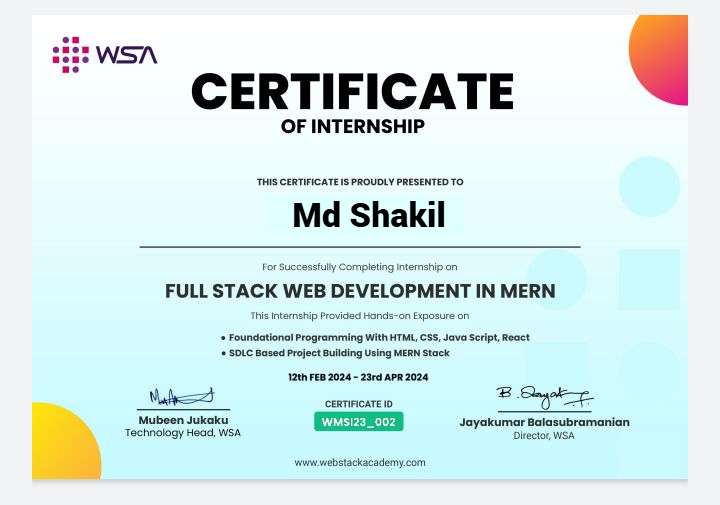 WSA
CERTIFICATE
OF INTERNSHIP
THIS CERTIFICATE IS PROUDLY PRESENTED TO
Md Shakil
For Successfully Completing Internship on
FULL STACK WEB DEVELOPMENT IN MERN
This Internship Provided Hands-on Exposure on
• Foundational Programming With HTML, CSS, Java Script, React
• SDLC Based Project Building Using MERN Stack
12th FEB 2024 - 23rd APR 2024
Mubeen Jukaku
Technology Head, WSA
CERTIFICATE ID
WMSI23_002
Jayakumar Balasubramanian
Director, WSA
www.webstackacademy.com